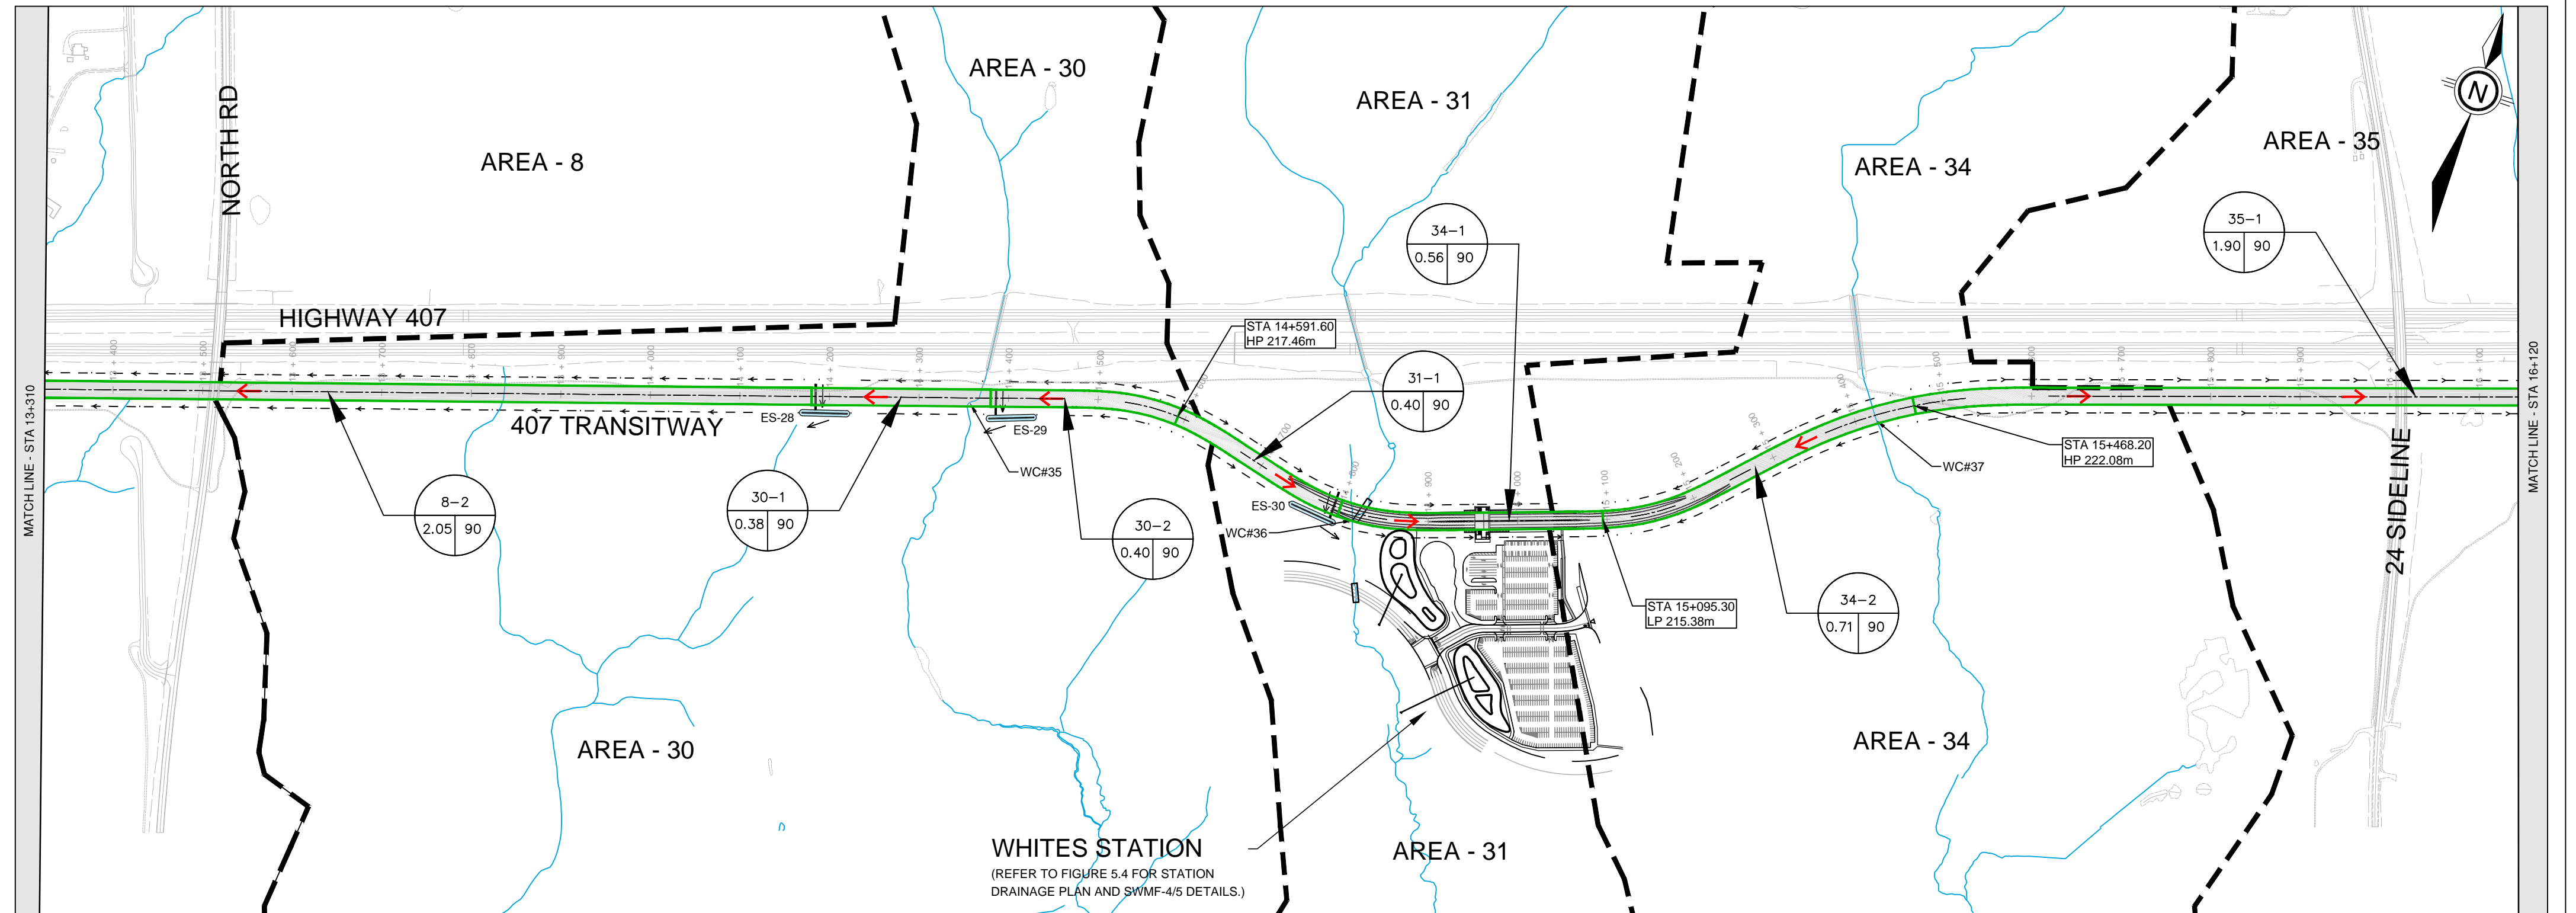 AREA - 30
AREA - 31
AREA - 8
AREA - 34
AREA - 35
N
NORTH RD
HIGHWAY 407
407 TRANSITWAY
24 SIDELINE
MATCH LINE - STA 13+310
MATCH LINE - STA 16+120
34-1
0.56 90
35-1
1.90 90
STA 14+591.60
HP 217.46m
31-1
0.40 90
ES-28
ES-29
WC#35
8-2
2.05 90
30-1
0.38 90
30-2
0.40 90
ES-30
WC#36
WC#37
STA 15+468.20
HP 222.08m
STA 15+095.30
LP 215.38m
34-2
0.71 90
AREA - 30
AREA - 34
AREA - 31
WHITES STATION
(REFER TO FIGURE 5.4 FOR STATION
DRAINAGE PLAN AND SWMF-4/5 DETAILS.)